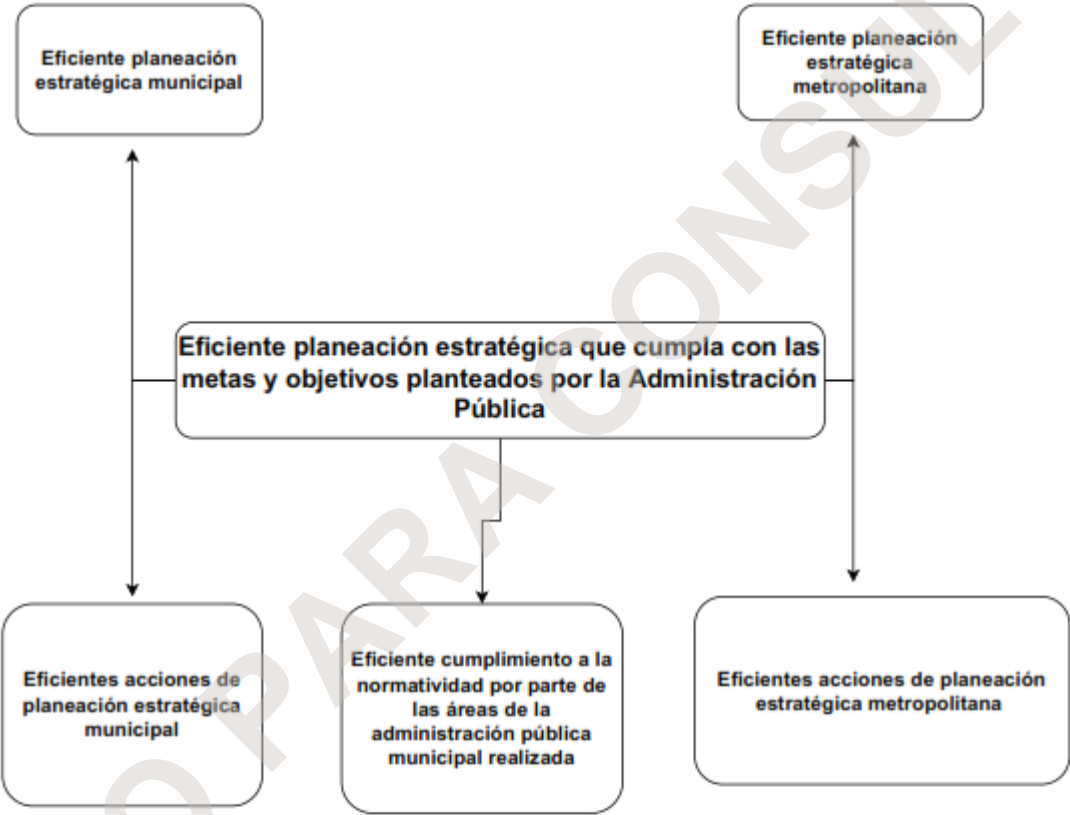 Eficiente planeación
estratégica municipal
Eficiente planeación
estratégica
metropolitana
Eficiente planeación estratégica que cumpla con las
metas y objetivos planteados por la Administración
Pública
Eficientes acciones de
planeación estratégica
municipal
Eficiente cumplimiento a la
normatividad por parte de
las áreas de la
administración pública
municipal realizada
Eficientes acciones de planeación
estratégica metropolitana
O PARA CONSUL